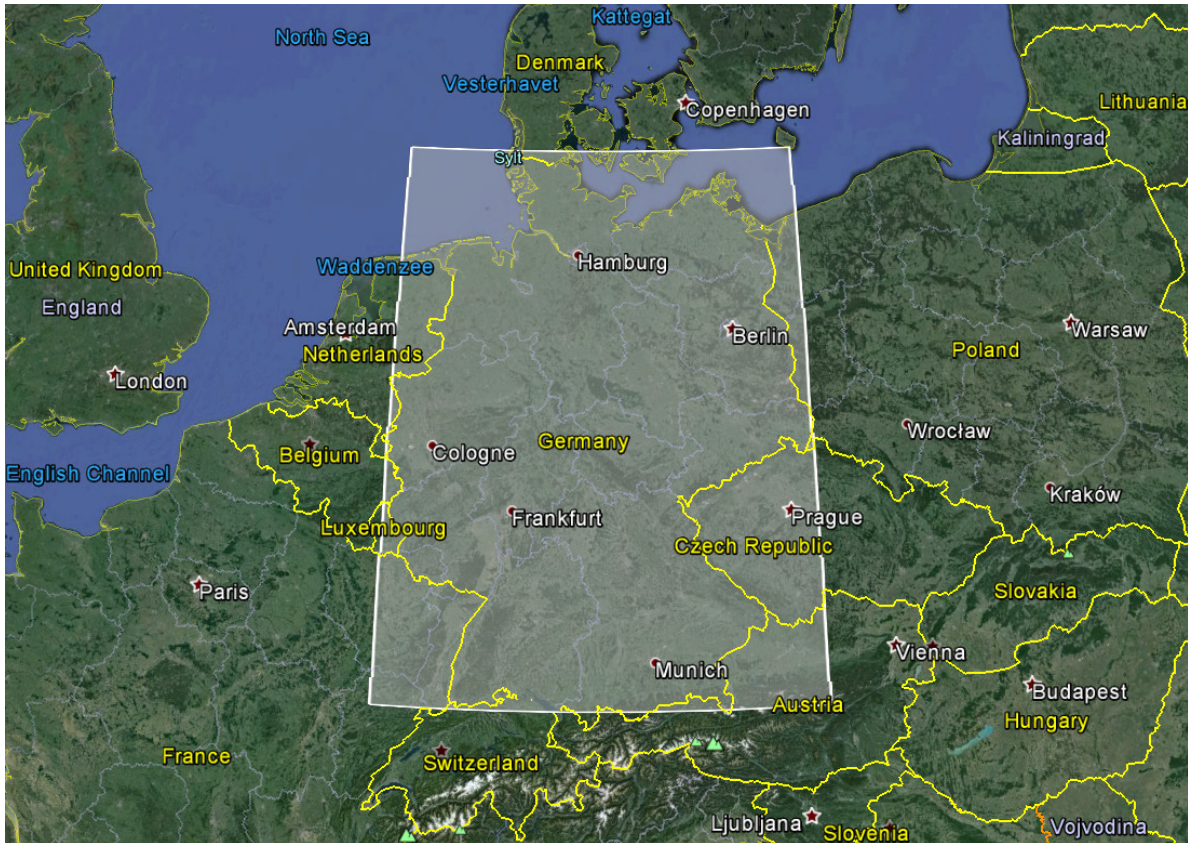 Kattegat
North Sea
Denmark
Vesterhavet
Copenhagen
Lithuania
Kaliningrad
Sylt
Hamburg
Waddenzee
United Kingdom
England
Amsterdam
Netherlands
Berlin
Warsaw
Poland
London
Wrocław
Germany
Cologne
Belgium
English Channel
Kraków
Frankfurt
Prague
Luxembourg
Czech Republic
Paris
Slovakia
Vienna
Munich
Budapest
Austria
Hungary
France
Switzerland
Ljubljana
Slovenia
Vojvodina